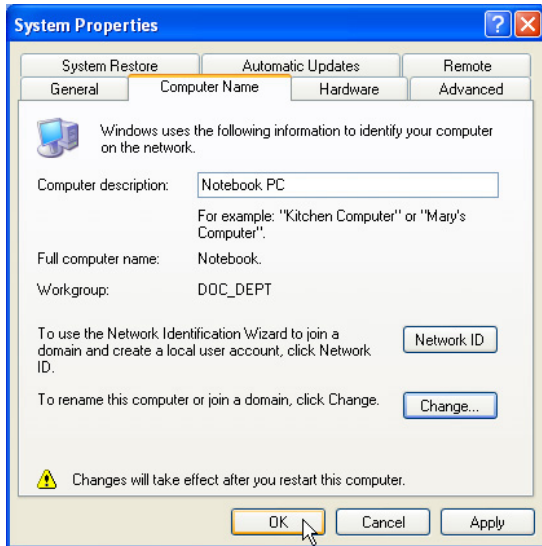 System Properties
System Restore
Automatic Updates
Remote
General
Computer Name
Hardware
Advanced
Windows uses the following information to identify your computer
on the network.
Computer description:
Notebook PC
For example: "Kitchen Computer" or "Mary's
Computer".
Full computer name:
Notebook.
Workgroup:
DOC_DEPT
To use the Network Identification Wizard to join a
domain and create a local user account, click Network
ID.
Network ID
To rename this computer or join a domain, click Change.
Change...
Changes will take effect after you restart this computer.
OK
Cancel
Apply